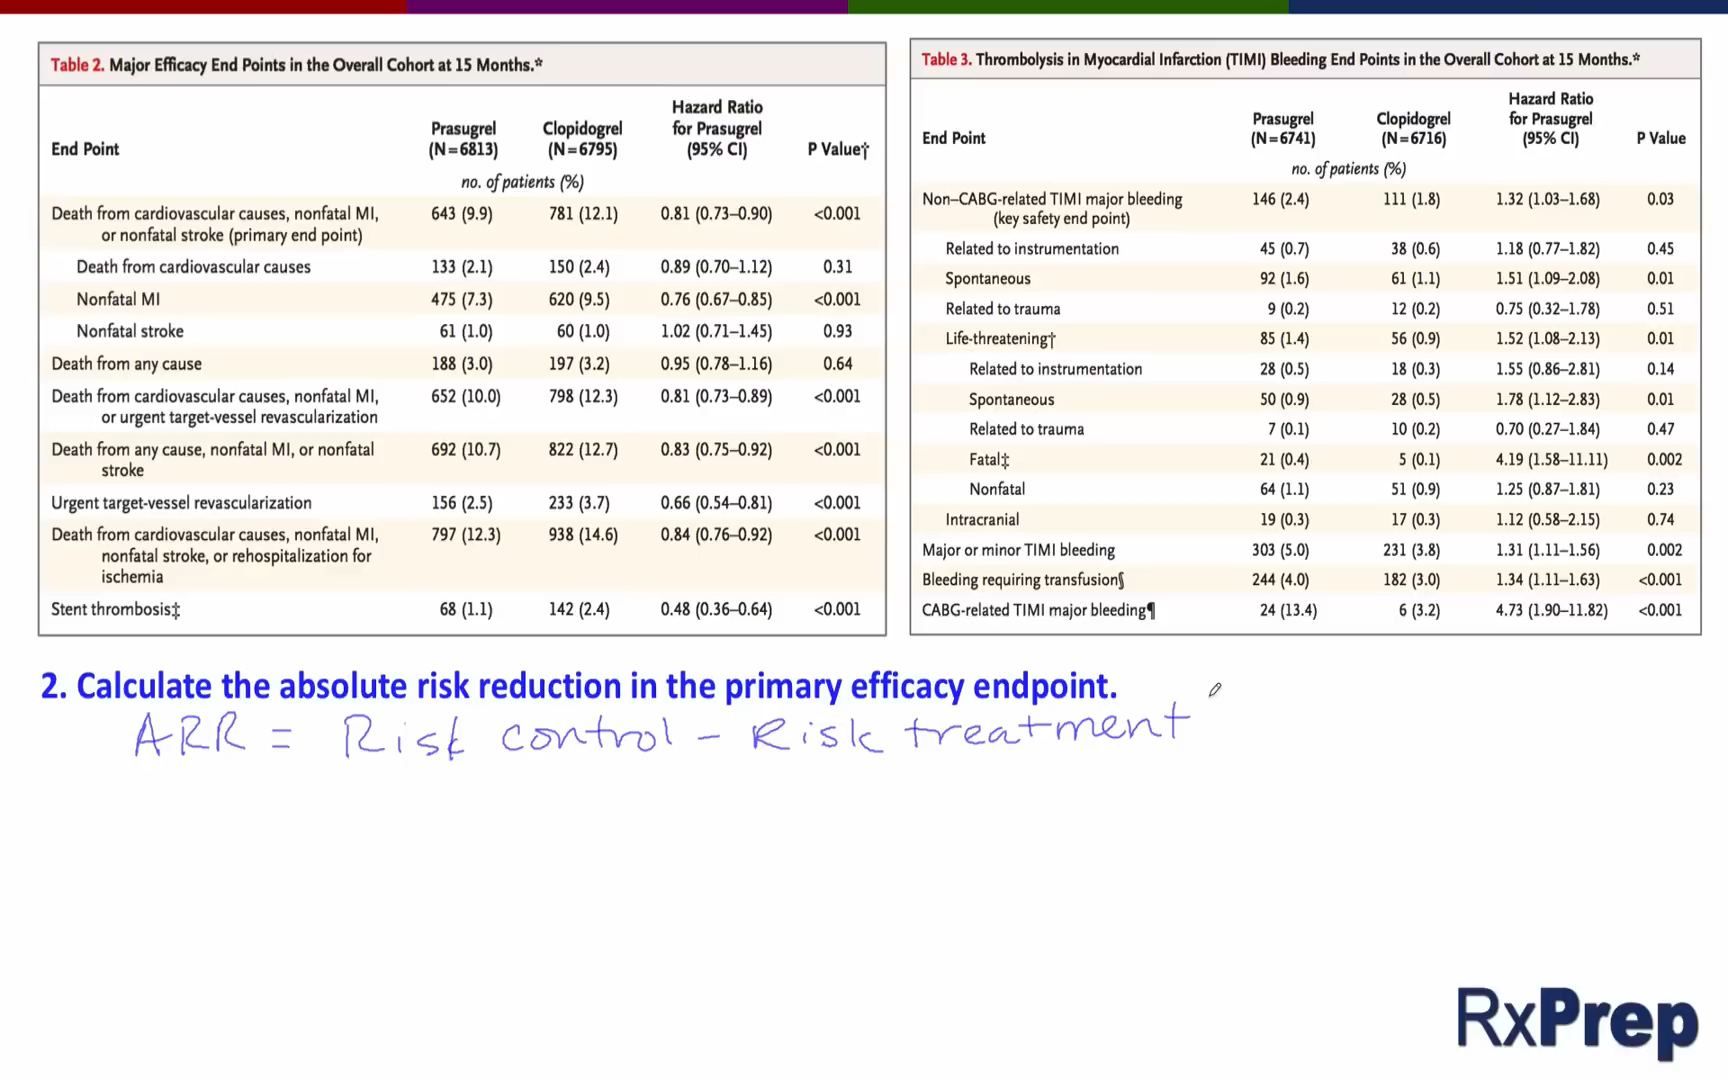 Table 2. Major Efficacy End Points in the Overall Cohort at 15 Months.*
End Point Prasugrel (N=6813) Clopidogrel (N=6795) Hazard Ratio for Prasugrel (95% CI) P Value†
no. of patients (%)
Death from cardiovascular causes, nonfatal MI, or nonfatal stroke (primary end point) 643 (9.9) 781 (12.1) 0.81 (0.73–0.90) <0.001
Death from cardiovascular causes 133 (2.1) 150 (2.4) 0.89 (0.70–1.12) 0.31
Nonfatal MI 475 (7.3) 620 (9.5) 0.76 (0.67–0.85) <0.001
Nonfatal stroke 61 (1.0) 60 (1.0) 1.02 (0.71–1.45) 0.93
Death from any cause 188 (3.0) 197 (3.2) 0.95 (0.78–1.16) 0.64
Death from cardiovascular causes, nonfatal MI, or urgent target-vessel revascularization 652 (10.0) 798 (12.3) 0.81 (0.73–0.89) <0.001
Death from any cause, nonfatal MI, or nonfatal stroke 692 (10.7) 822 (12.7) 0.83 (0.75–0.92) <0.001
Urgent target-vessel revascularization 156 (2.5) 233 (3.7) 0.66 (0.54–0.81) <0.001
Death from cardiovascular causes, nonfatal MI, nonfatal stroke, or rehospitalization for ischemia 797 (12.3) 938 (14.6) 0.84 (0.76–0.92) <0.001
Stent thrombosis‡ 68 (1.1) 142 (2.4) 0.48 (0.36–0.64) <0.001
Table 3. Thrombolysis in Myocardial Infarction (TIMI) Bleeding End Points in the Overall Cohort at 15 Months.*
End Point Prasugrel (N=6741) Clopidogrel (N=6716) Hazard Ratio for Prasugrel (95% CI) P Value
no. of patients (%)
Non–CABG-related TIMI major bleeding (key safety end point) 146 (2.4) 111 (1.8) 1.32 (1.03–1.68) 0.03
Related to instrumentation 45 (0.7) 38 (0.6) 1.18 (0.77–1.82) 0.45
Spontaneous 92 (1.6) 61 (1.1) 1.51 (1.09–2.08) 0.01
Related to trauma 9 (0.2) 12 (0.2) 0.75 (0.32–1.78) 0.51
Life-threatening† 85 (1.4) 56 (0.9) 1.52 (1.08–2.13) 0.01
Related to instrumentation 28 (0.5) 18 (0.3) 1.55 (0.86–2.81) 0.14
Spontaneous 50 (0.9) 28 (0.5) 1.78 (1.12–2.83) 0.01
Related to trauma 7 (0.1) 10 (0.2) 0.70 (0.27–1.84) 0.47
Fatal‡ 21 (0.4) 5 (0.1) 4.19 (1.58–11.11) 0.002
Nonfatal 64 (1.1) 51 (0.9) 1.25 (0.87–1.81) 0.23
Intracranial 19 (0.3) 17 (0.3) 1.12 (0.58–2.15) 0.74
Major or minor TIMI bleeding 303 (5.0) 231 (3.8) 1.31 (1.11–1.56) 0.002
Bleeding requiring transfusion§ 244 (4.0) 182 (3.0) 1.34 (1.11–1.63) <0.001
CABG-related TIMI major bleeding¶ 24 (13.4) 6 (3.2) 4.73 (1.90–11.82) <0.001
2. Calculate the absolute risk reduction in the primary efficacy endpoint.
ARR = Risk control – Risk treatment
RxPrep